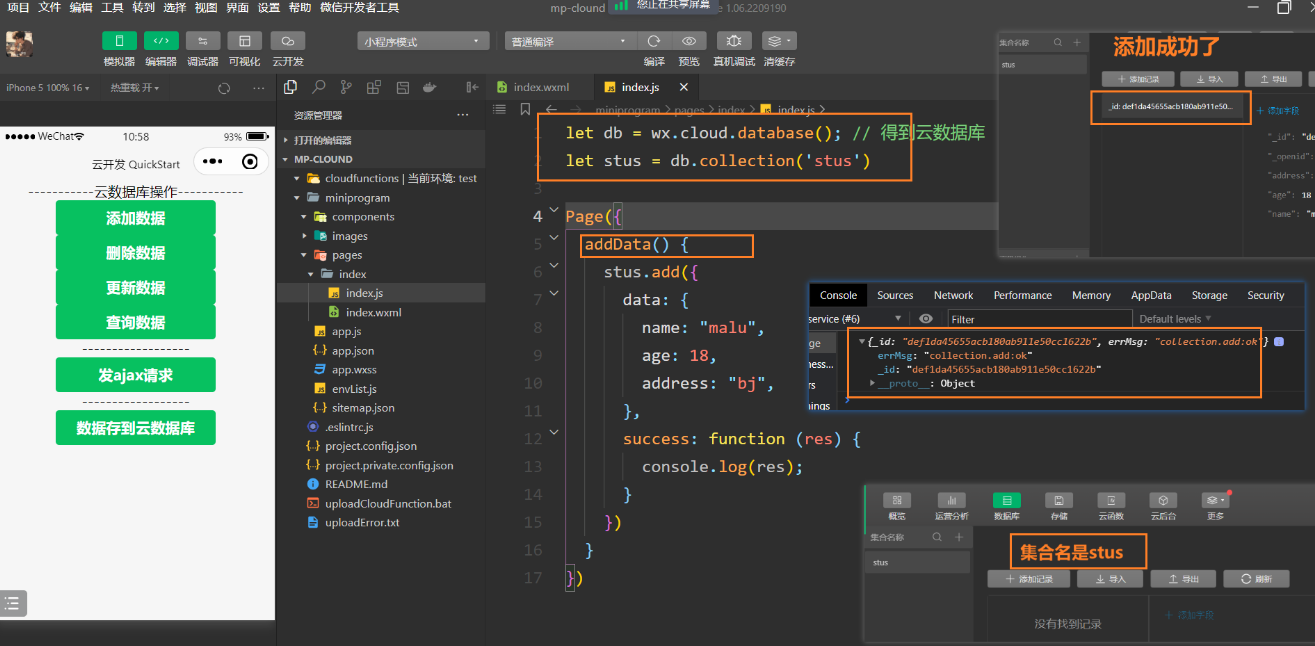 项目 文件 编辑 工具 转到 选择 视图 界面 设置 帮助 微信开发者工具
mp-clound
您正在共享屏幕
1.06.2209190
模拟器 编辑器 调试器 可视化 云开发
小程序模式
普通编译
编译 预览 真机调试 清缓存
iPhone 5 100% 16
热重载 开
WeChat
10:58
93%
云开发 QuickStart
-----------云数据库操作-----------
添加数据
删除数据
更新数据
查询数据
-----------------
发ajax请求
-----------------
数据存到云数据库
资源管理器
打开的编辑器
MP-CLOUND
cloudfunctions | 当前环境: test
miniprogram
components
images
pages
index
index.js
index.wxml
app.js
app.json
app.wxss
envList.js
sitemap.json
.eslintrc.js
project.config.json
project.private.config.json
README.md
uploadCloudFunction.bat
uploadError.txt
index.wxml
index.js
miniprogram > pages > index > index.js >
let db = wx.cloud.database(); // 得到云数据库
let stus = db.collection('stus')
3
4 Page({
5 addData() {
6 stus.add({
7 data: {
8 name: "malu",
9 age: 18,
10 address: "bj",
11 },
12 success: function (res) {
13 console.log(res);
14 }
15 })
16 }
17 })
添加成功了
集合名称
stus
添加记录 导入 导出
_id: def1da45655acb180ab911e50...
添加字段
"_id": "de
"_openid":
"address":
"age": 18
"name": "m
Console Sources Network Performance Memory AppData Storage Security
service (#6)
Filter
Default levels
{_id: "def1da45655acb180ab911e50cc1622b", errMsg: "collection.add:ok"}
errMsg: "collection.add:ok"
_id: "def1da45655acb180ab911e50cc1622b"
__proto__: Object
概览 运营分析 数据库 存储 云函数 云后台 更多
集合名称
stus
集合名是stus
添加记录 导入 导出 刷新
没有找到记录
添加字段